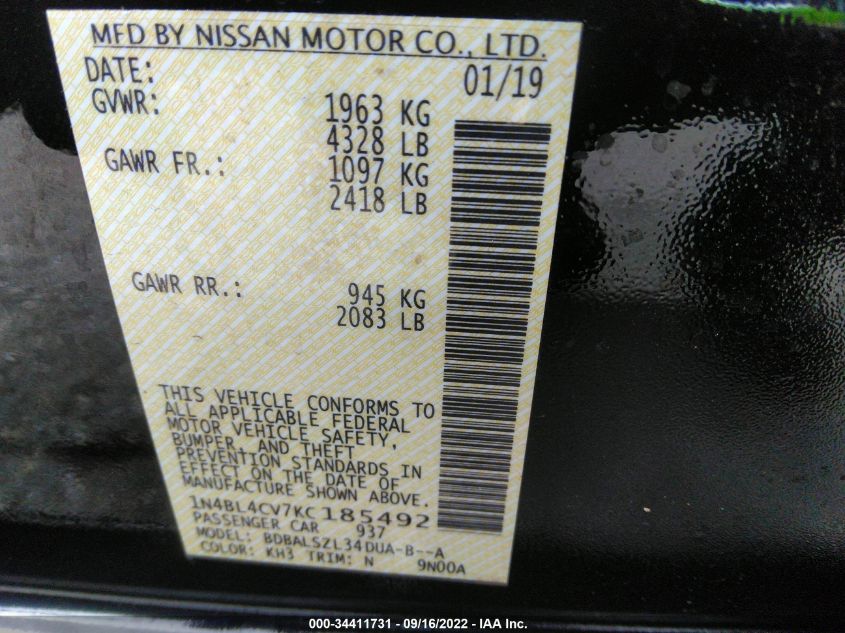 MFD BY NISSAN MOTOR CO., LTD.
DATE: 01/19
GVWR: 1963 KG
4328 LB
GAWR FR.: 1097 KG
2418 LB
GAWR RR.: 945 KG
2083 LB
THIS VEHICLE CONFORMS TO
ALL APPLICABLE FEDERAL
MOTOR VEHICLE SAFETY,
BUMPER, AND THEFT
PREVENTION STANDARDS IN
EFFECT ON THE DATE OF
MANUFACTURE SHOWN ABOVE.
1N4BL4CV7KC185492
PASSENGER CAR 937
MODEL: BDBALSZL34DUA-B--A
COLOR: KH3 TRIM: N 9N00A
000-34411731 - 09/16/2022 - IAA Inc.